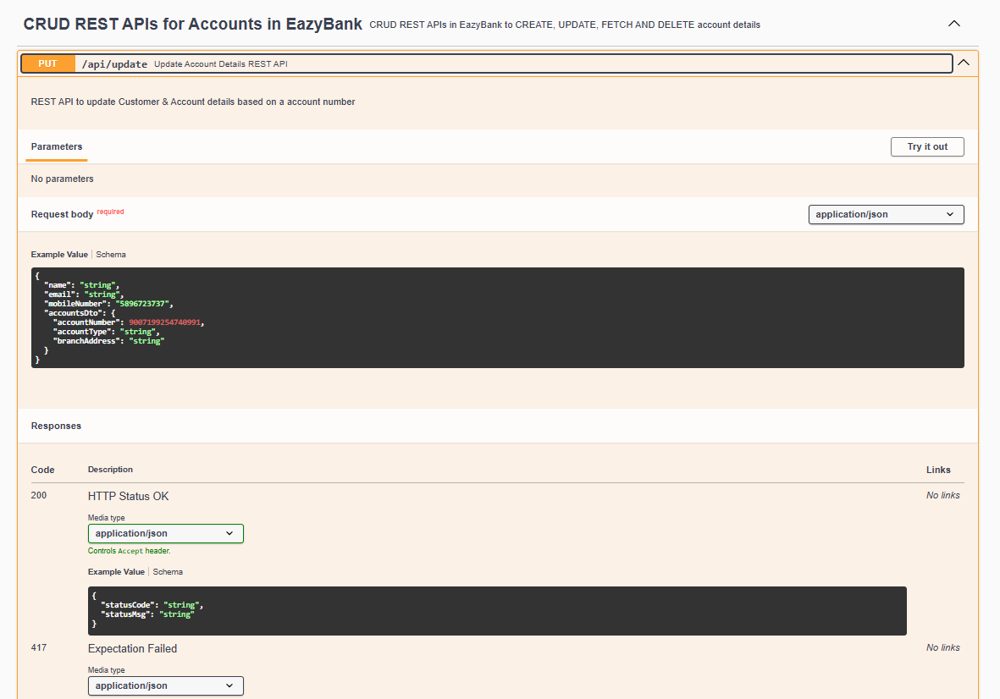 CRUD REST APIs for Accounts in EazyBank CRUD REST APIs in EazyBank to CREATE, UPDATE, FETCH AND DELETE account details
PUT /api/update Update Account Details REST API
REST API to update Customer & Account details based on a account number
Parameters Try it out
No parameters
Request body required application/json
Example Value Schema
{
  "name": "string",
  "email": "string",
  "mobileNumber": "5896723737",
  "accountsDto": {
    "accountNumber": 9007199254740991,
    "accountType": "string",
    "branchAddress": "string"
  }
}
Responses
Code Description Links
200 HTTP Status OK No links
Media type
application/json
Controls Accept header.
Example Value Schema
{
  "statusCode": "string",
  "statusMsg": "string"
}
417 Expectation Failed No links
Media type
application/json